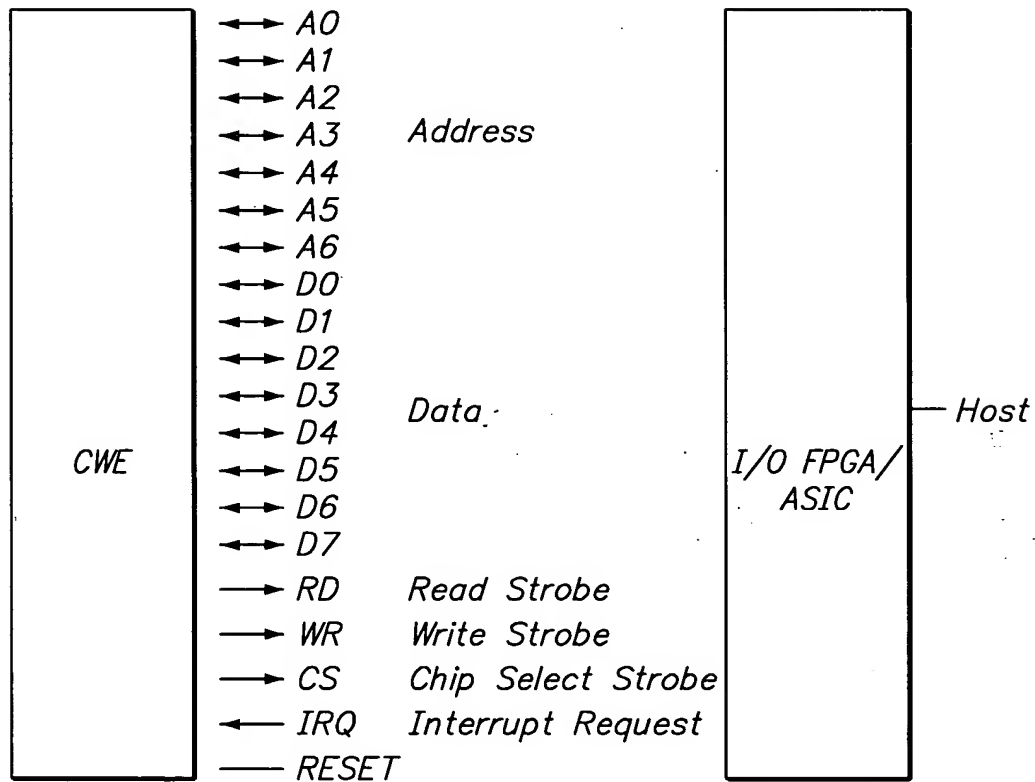 A0
A1
A2
A3 Address
A4
A5
A6
D0
D1
D2
D3 Data
D4
D5
D6
D7
RD Read Strobe
WR Write Strobe
CS Chip Select Strobe
IRQ Interrupt Request
RESET
CWE
I/O FPGA/
ASIC
Host